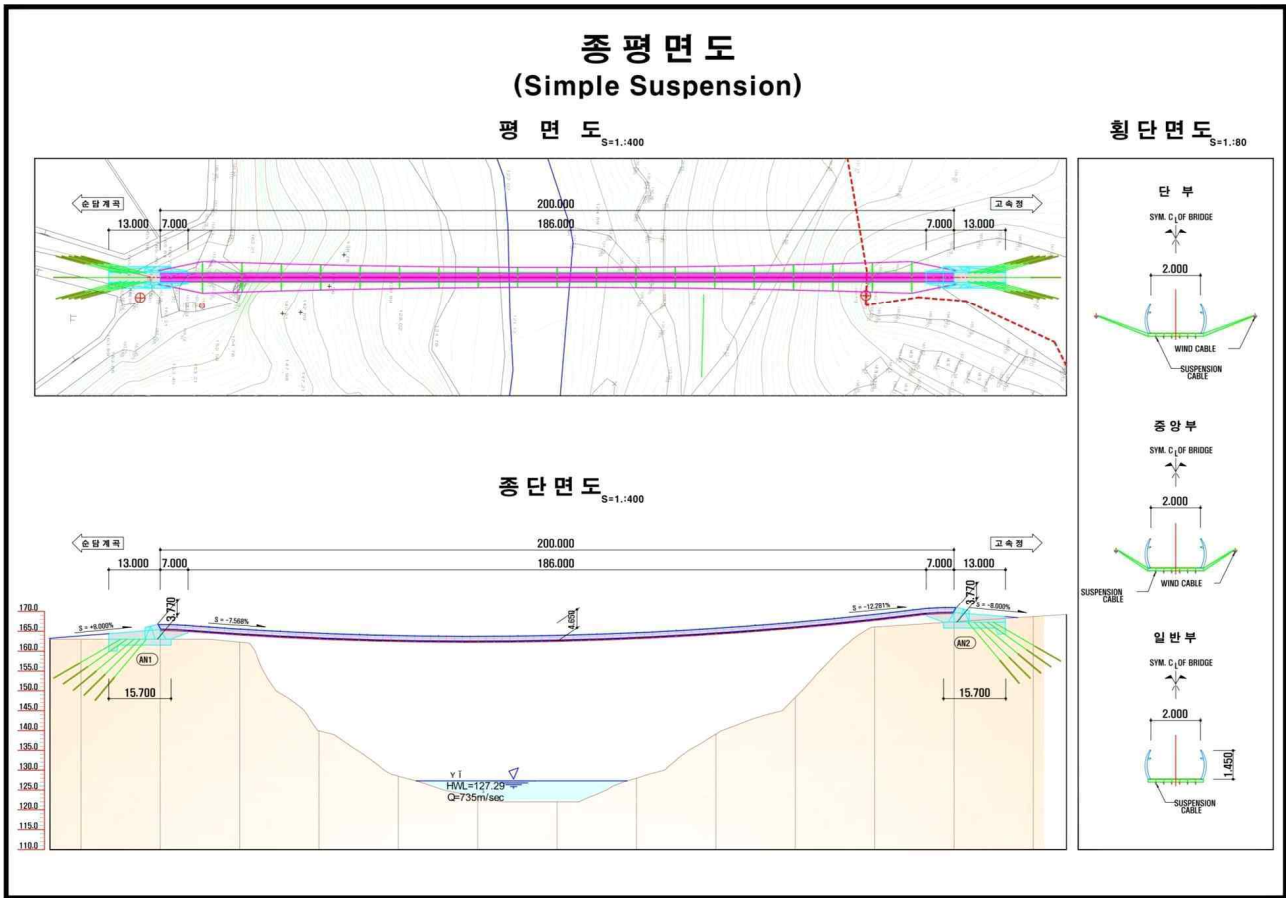 종평면도
(Simple Suspension)
평 면 도 S=1.:400
순담계곡
고속정
200.000
13.000 7.000 186.000 7.000 13.000
종단면도 S=1.:400
순담계곡
고속정
200.000
13.000 7.000 186.000 7.000 13.000
3.770
3.770
4.650
S = +9.000%
S = -7.568%
S = -12.281%
S = -8.000%
AN1
AN2
15.700
15.700
170.0
165.0
160.0
155.0
150.0
145.0
140.0
135.0
130.0
125.0
120.0
115.0
110.0
HWL=127.29
Q=735m/sec
횡단면도 S=1.:80
단 부
SYM. C L OF BRIDGE
2.000
WIND CABLE
SUSPENSION
CABLE
중앙부
SYM. C L OF BRIDGE
2.000
WIND CABLE
SUSPENSION
CABLE
일반부
SYM. C L OF BRIDGE
2.000
1.450
SUSPENSION
CABLE